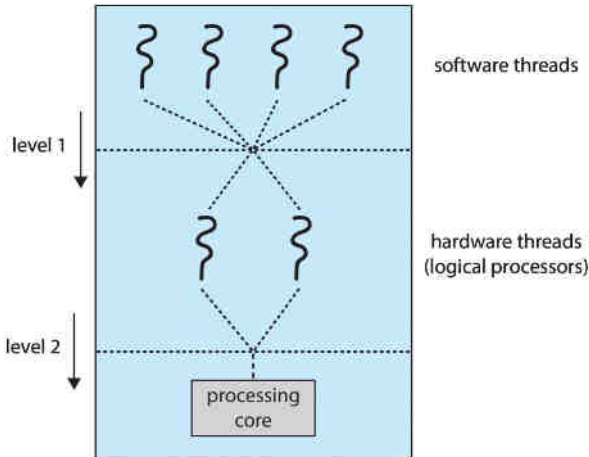 software threads
level 1
hardware threads
(logical processors)
level 2
processing
core